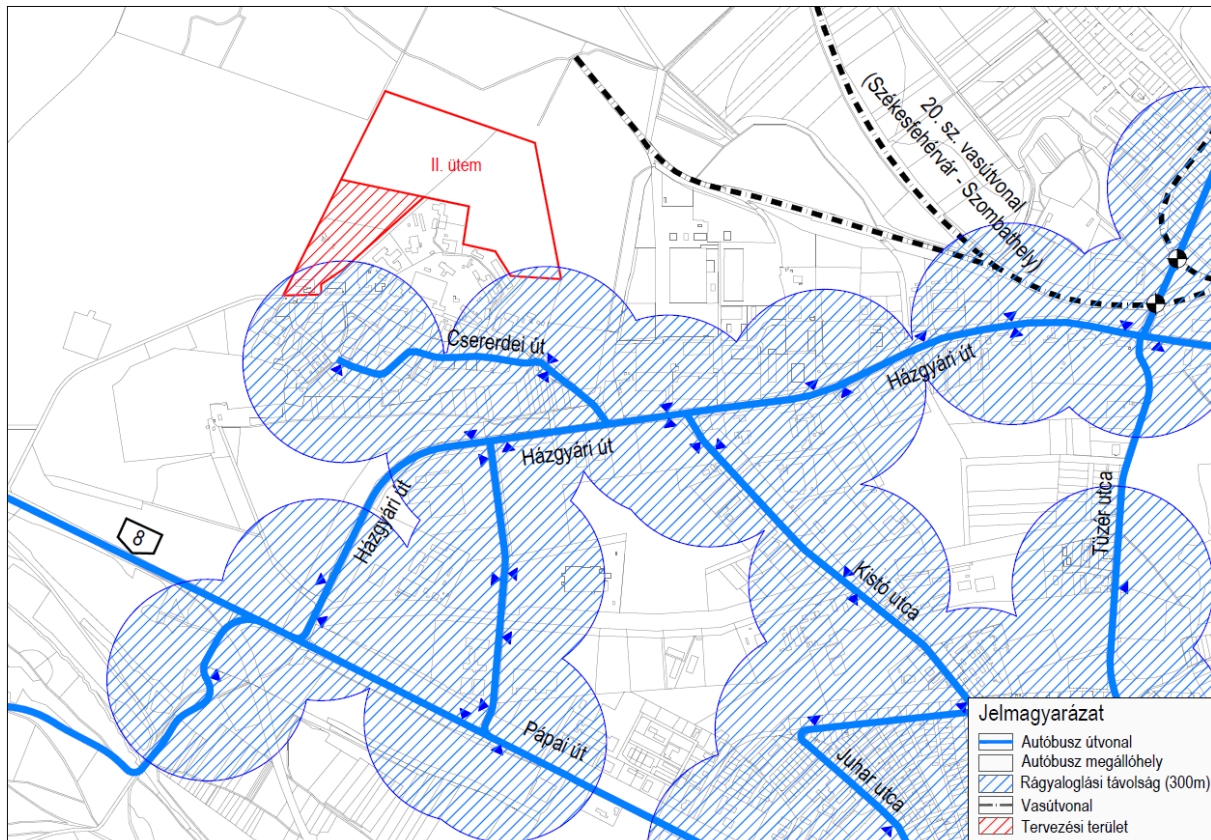 20. sz. vasútvonal
(Székesfehérvár - Szombathely)
II. ütem
Csererdei út
Házgyári út
Házgyári út
Házgyári út
8
Tüzér utca
Kistó utca
Pápai út
Juhar utca
Jelmagyarázat
Autóbusz útvonal
Autóbusz megállóhely
Rágyaloglási távolság (300m)
Vasútvonal
Tervezési terület